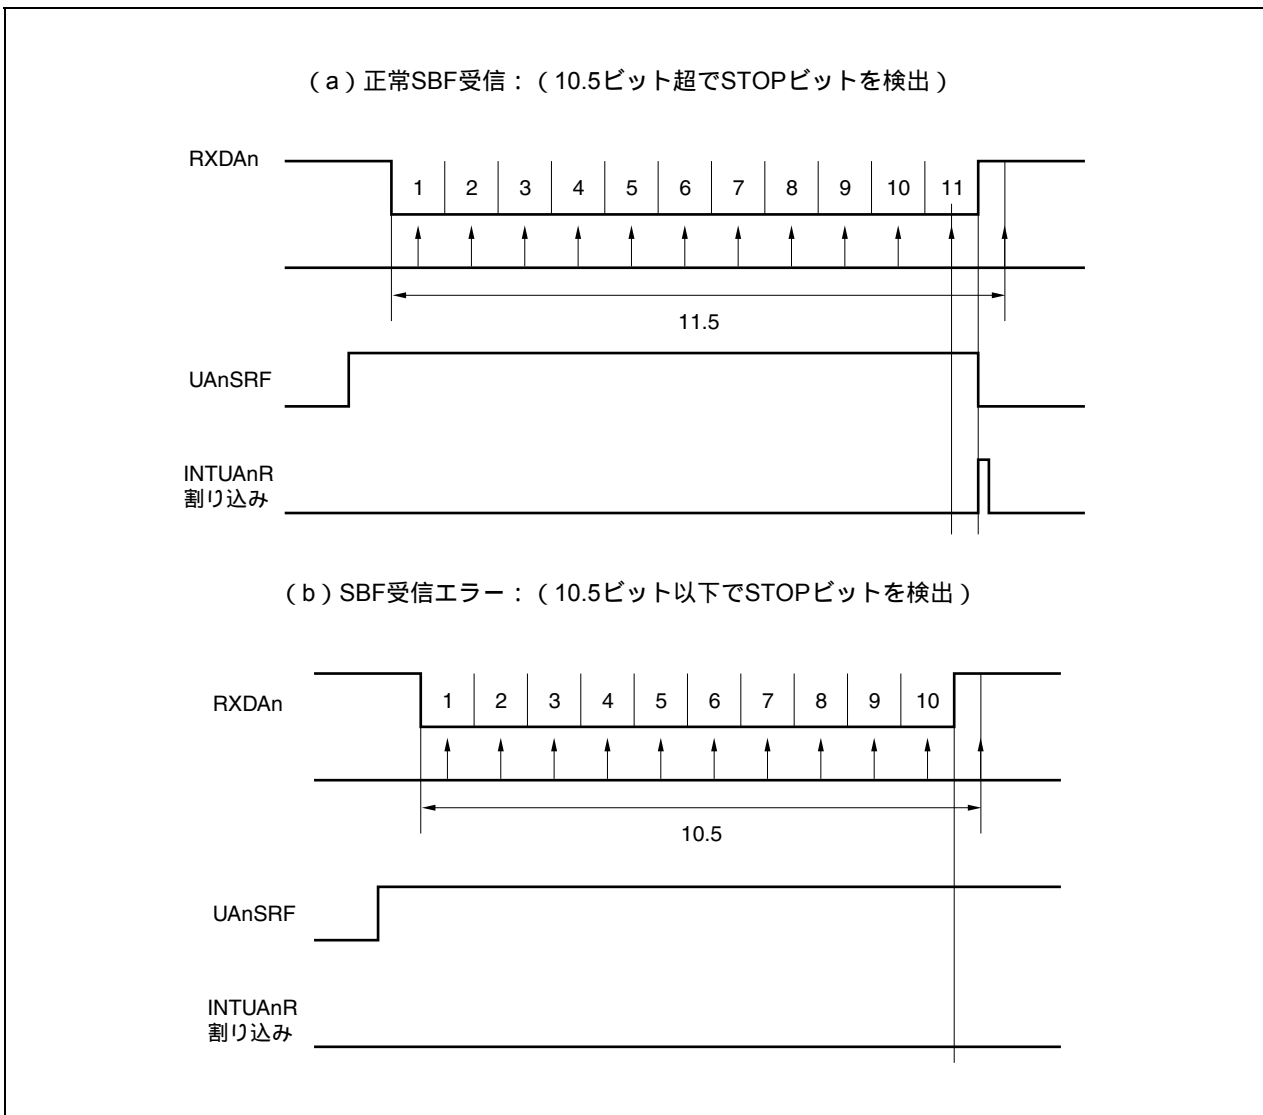 （a）正常SBF受信：（10.5ビット超でSTOPビットを検出）
RXDAn
1 2 3 4 5 6 7 8 9 10 11
11.5
UAnSRF
INTUAnR
割り込み
（b）SBF受信エラー：（10.5ビット以下でSTOPビットを検出）
RXDAn
1 2 3 4 5 6 7 8 9 10
10.5
UAnSRF
INTUAnR
割り込み